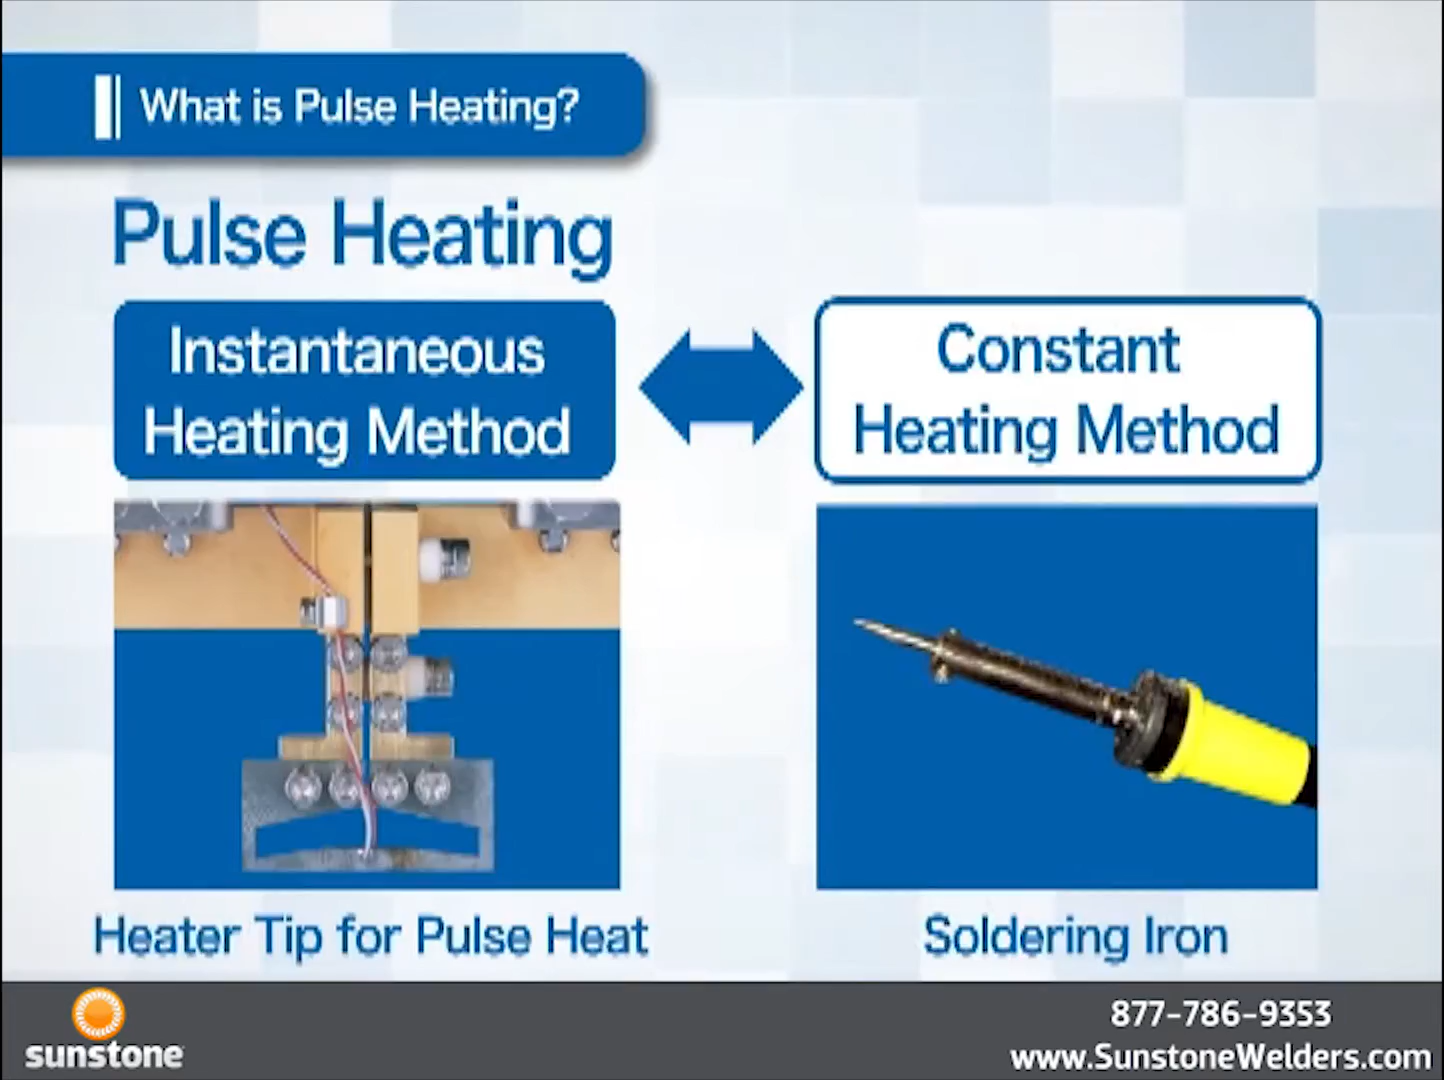 What is Pulse Heating?
Pulse Heating
Instantaneous
Heating Method
Constant
Heating Method
Heater Tip for Pulse Heat
Soldering Iron
sunstone
877-786-9353
www.SunstoneWelders.com